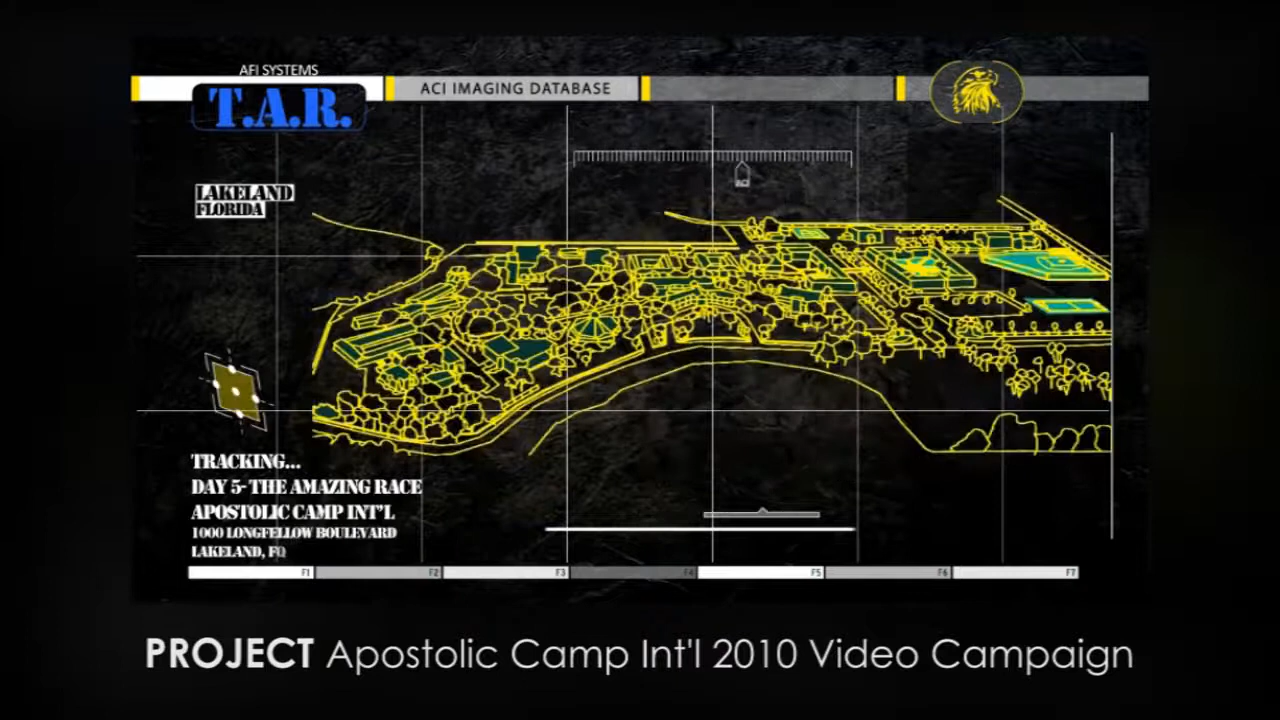 AFI SYSTEMS
T.A.R.
ACI IMAGING DATABASE
LAKELAND
FLORIDA
TRACKING...
DAY 5- THE AMAZING RACE
APOSTOLIC CAMP INT'L
1000 LONGFELLOW BOULEVARD
LAKELAND, FQ
F1 F2 F3 F4 F5 F6 F7
PROJECT Apostolic Camp Int'l 2010 Video Campaign